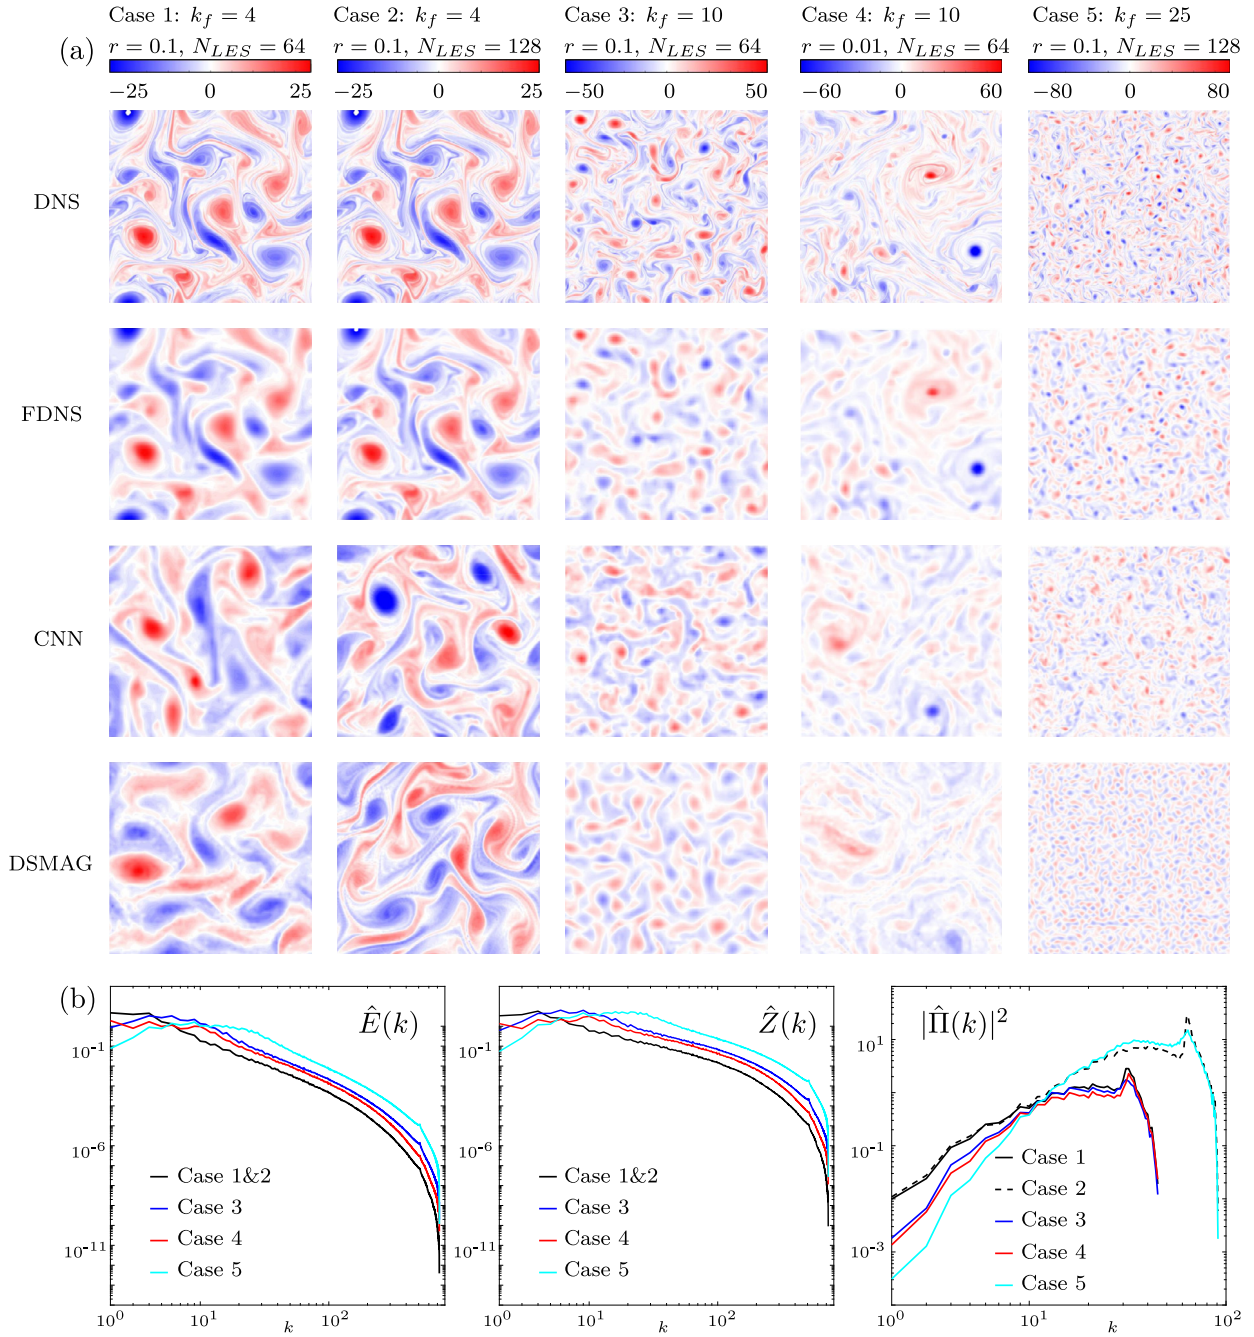 Case 1: k_f = 4 Case 2: k_f = 4 Case 3: k_f = 10 Case 4: k_f = 10 Case 5: k_f = 25
(a) r = 0.1, N_{LES} = 64 r = 0.1, N_{LES} = 128 r = 0.1, N_{LES} = 64 r = 0.01, N_{LES} = 64 r = 0.1, N_{LES} = 128
−25 0 25 −25 0 25 −50 0 50 −60 0 60 −80 0 80
DNS
FDNS
CNN
DSMAG
(b) Ê(k) Ẑ(k) |Π̂(k)|²
10^{-1} 10^{-1} 10^1
10^{-6} 10^{-6} 10^{-1}
10^{-11} 10^{-11} 10^{-3}
Case 1&2
Case 3
Case 4
Case 5
Case 1&2
Case 3
Case 4
Case 5
Case 1
Case 2
Case 3
Case 4
Case 5
10^0 10^1 10^2 10^0 10^1 10^2 10^0 10^1 10^2
k k k